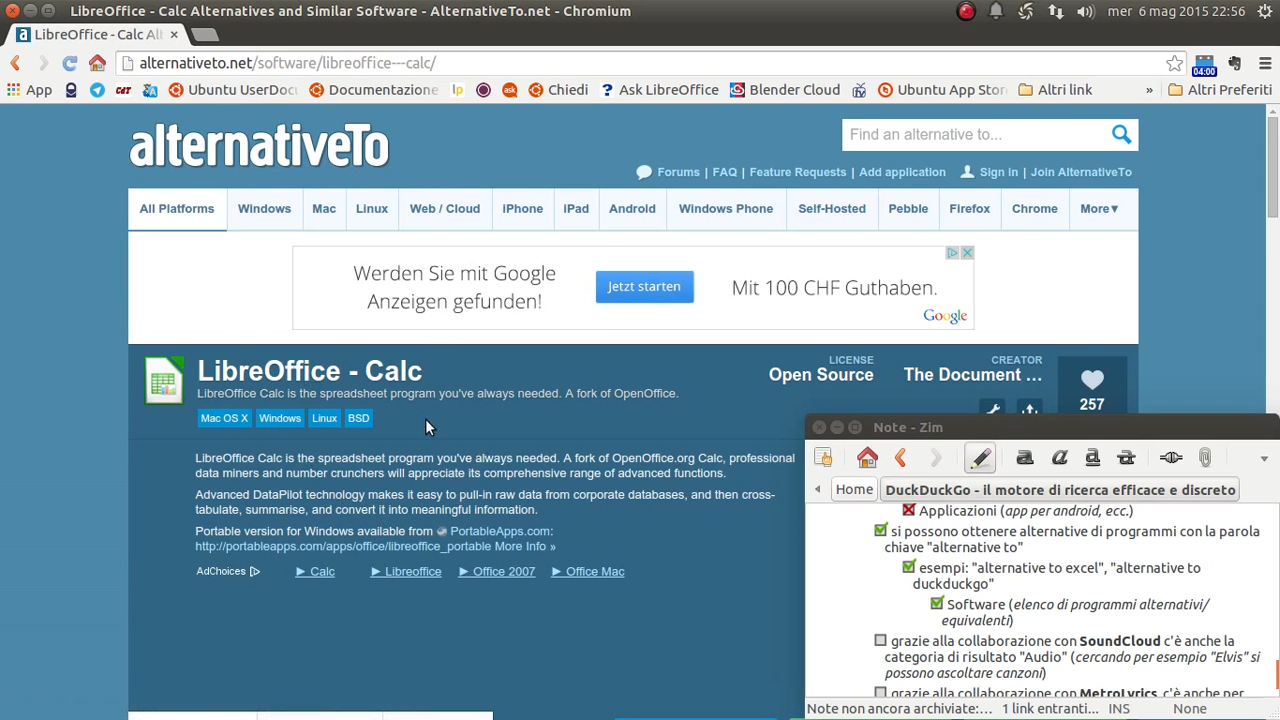 LibreOffice - Calc Alternatives and Similar Software - AlternativeTo.net - Chromium
mer 6 mag 2015 22:56
a LibreOffice - Calc Alt
alternativeto.net/software/libreoffice---calc/
04:00
App
CdT
Ubuntu UserDocu
Documentazione
lp
ask
Chiedi
? Ask LibreOffice
Blender Cloud
Ubuntu App Stor
Altri link
»
Altri Preferiti
alternativeTo
Find an alternative to...
Forums | FAQ | Feature Requests | Add application
Sign in | Join AlternativeTo
All Platforms
Windows
Mac
Linux
Web / Cloud
iPhone
iPad
Android
Windows Phone
Self-Hosted
Pebble
Firefox
Chrome
More▼
Werden Sie mit Google
Anzeigen gefunden!
Jetzt starten
Mit 100 CHF Guthaben.
Google
LibreOffice - Calc
LibreOffice Calc is the spreadsheet program you've always needed. A fork of OpenOffice.
LICENSE
Open Source
CREATOR
The Document ...
257
Mac OS X
Windows
Linux
BSD
LibreOffice Calc is the spreadsheet program you've always needed. A fork of OpenOffice.org Calc, professional
data miners and number crunchers will appreciate its comprehensive range of advanced functions.
Advanced DataPilot technology makes it easy to pull-in raw data from corporate databases, and then cross-
tabulate, summarise, and convert it into meaningful information.
Portable version for Windows available from PortableApps.com:
http://portableapps.com/apps/office/libreoffice_portable More Info »
AdChoices
► Calc
► Libreoffice
► Office 2007
► Office Mac
Note - Zim
Home
DuckDuckGo - il motore di ricerca efficace e discreto
Applicazioni (app per android, ecc.)
si possono ottenere alternative di programmi con la parola
chiave "alternative to"
esempi: "alternative to excel", "alternative to
duckduckgo"
Software (elenco di programmi alternativi/
equivalenti)
grazie alla collaborazione con SoundCloud c'è anche la
categoria di risultato "Audio" (cercando per esempio "Elvis" si
possono ascoltare canzoni)
grazie alla collaborazione con MetroLyrics, c'è anche per
Note non ancora archiviate:...
1 link entranti...
INS
None